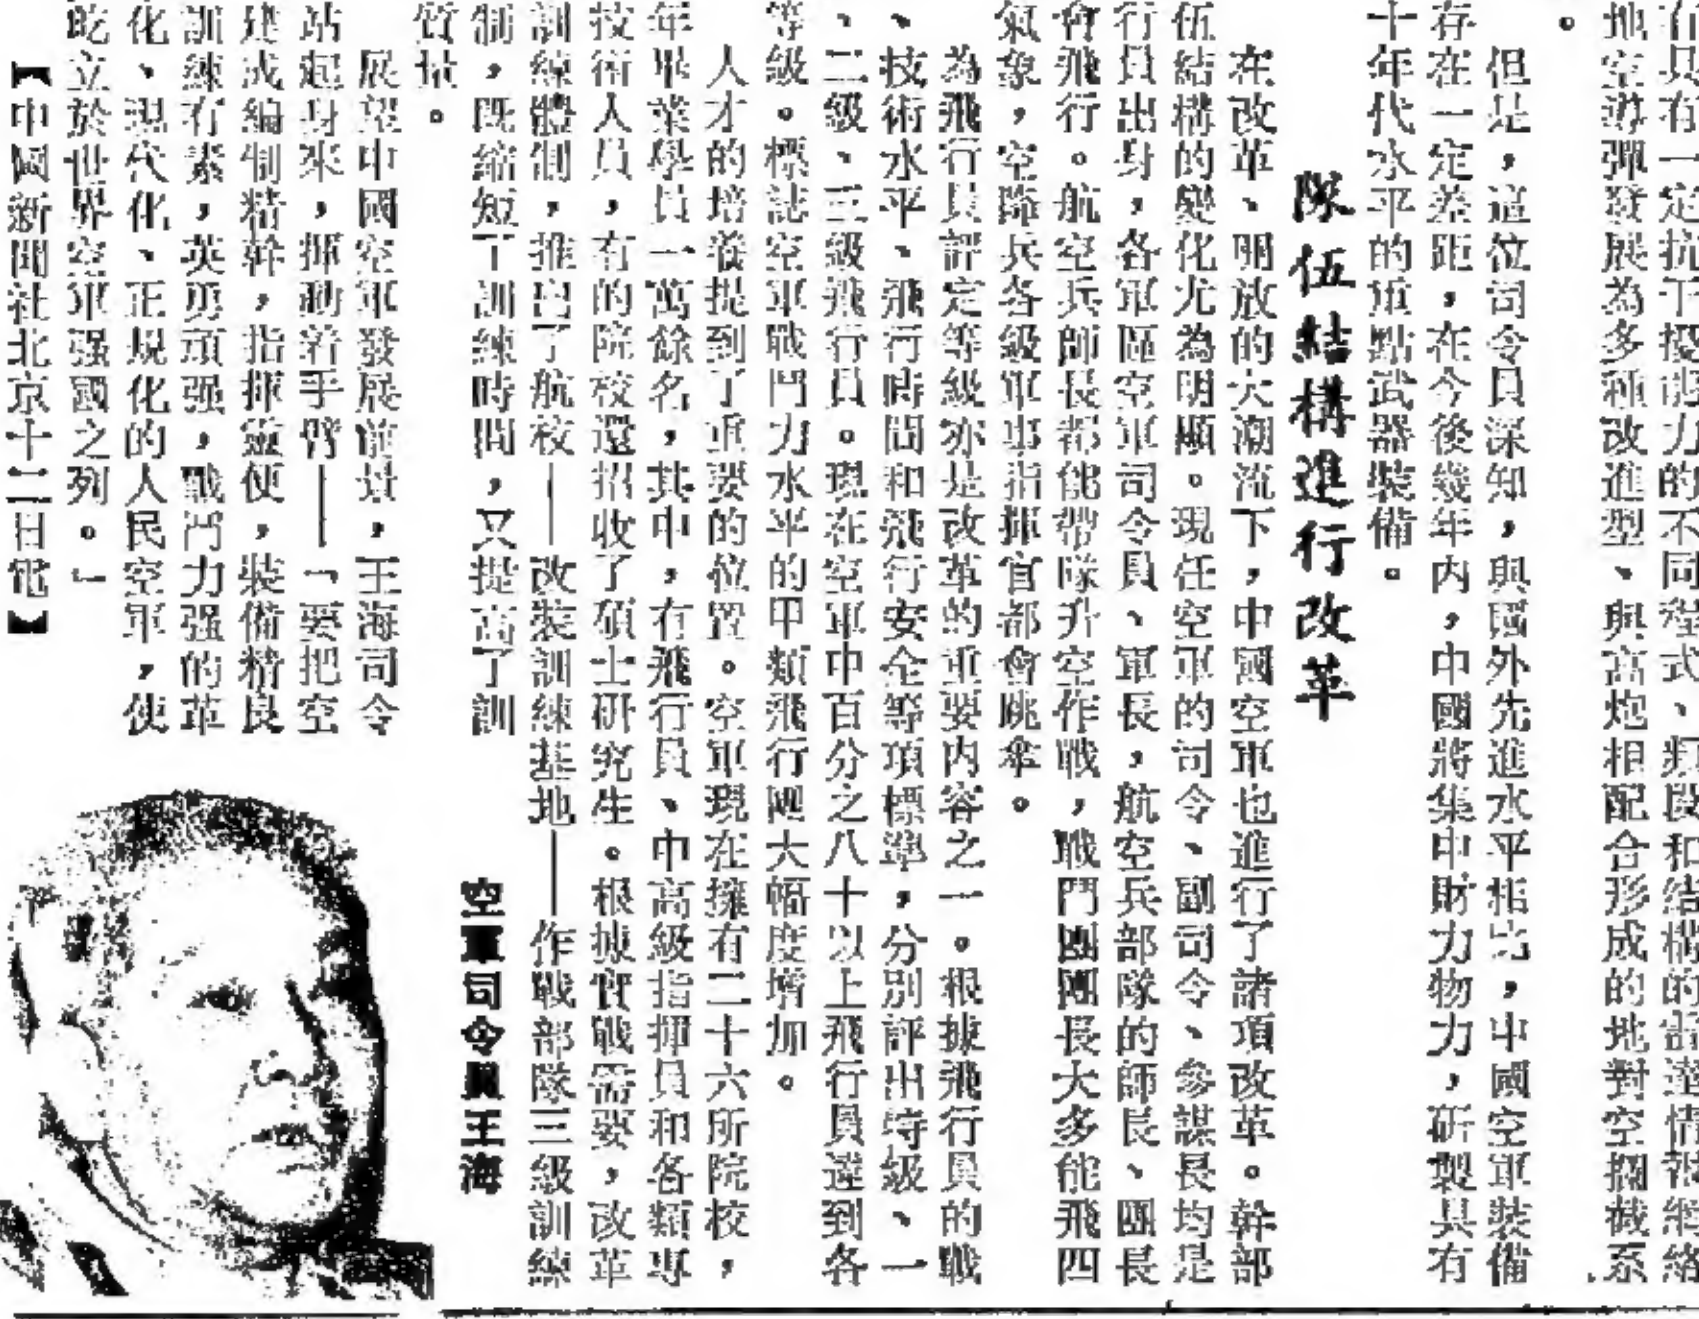 有具有一定抗干擾能力的不同程式、類段和結構的雷達情報網絡
地空導彈發展為多種改進型、與高炮相配合形成的地對空攔截系
。
但是，這位司令員深知，與國外先進水平相比，中國空軍裝備
存在一定差距，在今後幾年內，中國將集中財力物力，研製具有
十年代水平的重點武器裝備。
隊伍結構進行改革
在改革、開放的大潮流下，中國空軍也進行了諸項改革。幹部
伍結構的變化尤為明顯。現任空軍的司令、副司令、參謀長均是
行員出身，各軍區空軍司令員、軍長，航空兵部隊的師長、團長
會飛行。航空兵師長都能帶隊升空作戰，戰鬥團團長大多能飛四
氣象，空降兵各級軍事指揮官都會跳傘。
為飛行員評定等級亦是改革的重要內容之一。根據飛行員的戰
、技術水平、飛行時間和飛行安全等項標準，分別評出特級、一
、二級、三級飛行員。現在空軍中百分之八十以上飛行員達到各
等級。標誌空軍戰鬥力水平的甲類飛行團大幅度增加。
人才的培養提到了重要的位置。空軍現在擁有二十六所院校，
年畢業學員一萬餘名，其中，有飛行員、中高級指揮員和各類專
技術人員，有的院校還招收了碩士研究生。根據實戰需要，改革
訓練體制，推出了航校——改裝訓練基地——作戰部隊三級訓練
制，既縮短了訓練時間，又提高了訓
質量。
空軍司令員王海
展望中國空軍發展前景，王海司令
站起身來，揮動着手臂——「要把空
建成編制精幹，指揮靈便，裝備精良
訓練有素，英勇頑强，戰鬥力强的革
化、現代化、正規化的人民空軍，使
屹立於世界空軍强國之列。」
【中國新聞社北京十二日電】